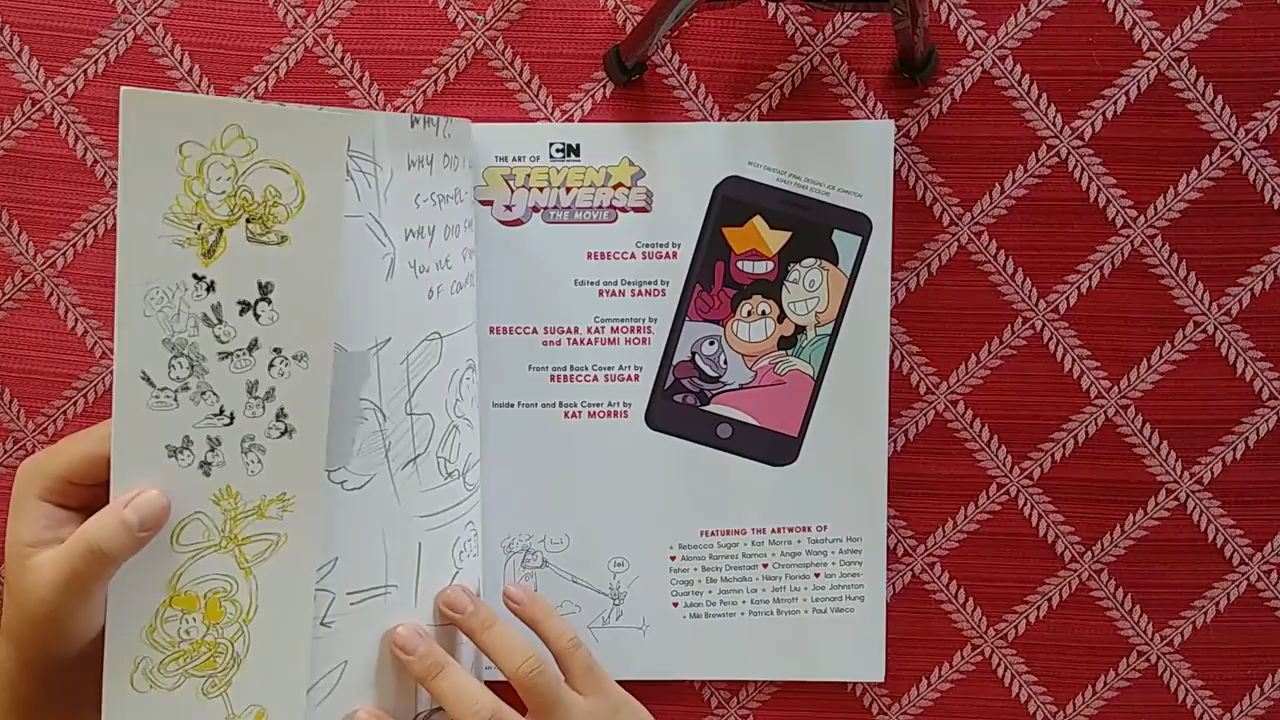 WHY
WHY DID
S-SPINEL-
WHY DID SH
YOU'RE
OF COURSE
THE ART OF CN
CARTOON NETWORK
STEVEN
UNIVERSE
THE MOVIE
BECKY DREISTADT (FINAL DESIGN) JOE JOHNSTON
ASHLEY FISHER (COLOR)
Created by
REBECCA SUGAR
Edited and Designed by
RYAN SANDS
Commentary by
REBECCA SUGAR, KAT MORRIS,
and TAKAFUMI HORI
Front and Back Cover Art by
REBECCA SUGAR
Inside Front and Back Cover Art by
KAT MORRIS
lol
FEATURING THE ARTWORK OF
★ Rebecca Sugar ★ Kat Morris ✦ Takafumi Hori
♥ Alonso Ramirez Ramos ✦ Angie Wang ✦ Ashley
Fisher ✦ Becky Dreistadt ♥ Chromosphere ✦ Danny
Cragg ★ Elle Michalka ★ Hilary Florido ♥ Ian Jones-
Quartey ✦ Jasmin Lai ★ Jeff Liu ✦ Joe Johnston
♥ Julian De Perio ✦ Katie Mitroff ★ Leonard Hung
✦ Miki Brewster ✦ Patrick Bryson ★ Paul Villeco